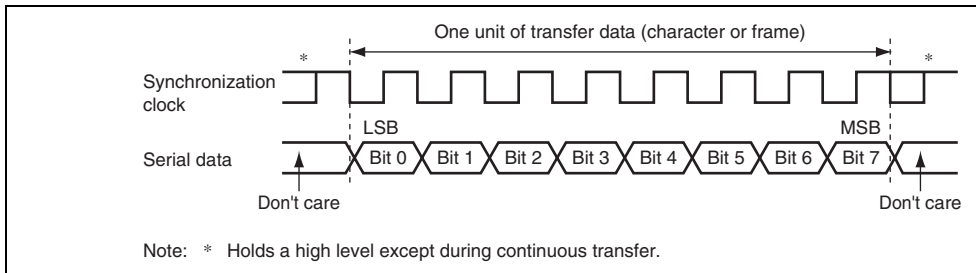 One unit of transfer data (character or frame)
* *
Synchronization
clock
LSB MSB
Serial data Bit 0 Bit 1 Bit 2 Bit 3 Bit 4 Bit 5 Bit 6 Bit 7
Don't care Don't care
Note: * Holds a high level except during continuous transfer.